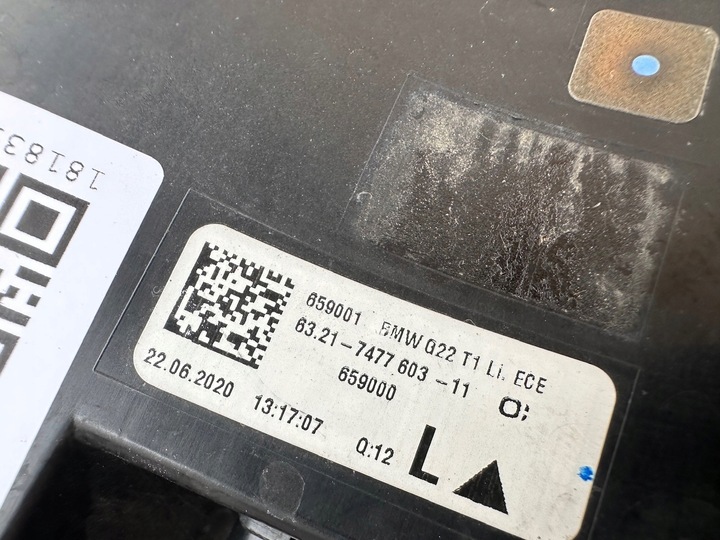 659001 BMW G22 T1 Li. ECE
63.21-7477 603 -11 O;
659000
22.06.2020 13:17:07 Q:12 L